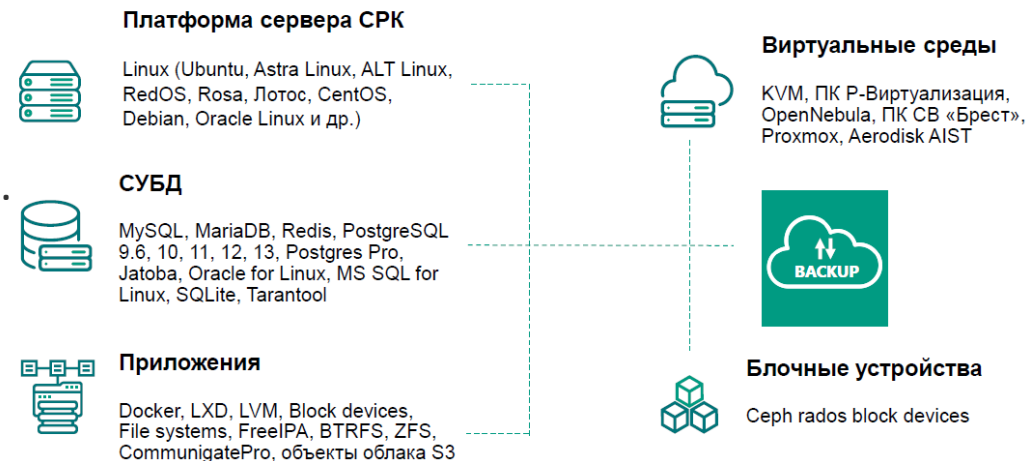 Платформа сервера СРК
Linux (Ubuntu, Astra Linux, ALT Linux,
RedOS, Rosa, Лотос, CentOS,
Debian, Oracle Linux и др.)
СУБД
MySQL, MariaDB, Redis, PostgreSQL
9.6, 10, 11, 12, 13, Postgres Pro,
Jatoba, Oracle for Linux, MS SQL for
Linux, SQLite, Tarantool
Приложения
Docker, LXD, LVM, Block devices,
File systems, FreeIPA, BTRFS, ZFS,
CommunigatePro, объекты облака S3
Виртуальные среды
KVM, ПК Р-Виртуализация,
OpenNebula, ПК СВ «Брест»,
Proxmox, Aerodisk AIST
BACKUP
Блочные устройства
Ceph rados block devices